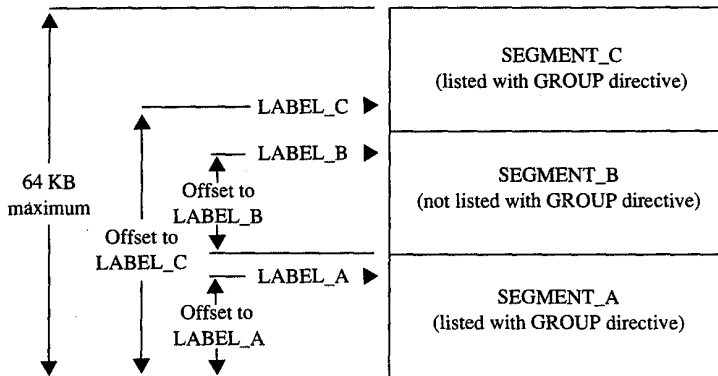 SEGMENT_C
(listed with GROUP directive)
LABEL_C
LABEL_B
64 KB
maximum
Offset to
LABEL_B
SEGMENT_B
(not listed with GROUP directive)
Offset to
LABEL_C
LABEL_A
Offset to
LABEL_A
SEGMENT_A
(listed with GROUP directive)